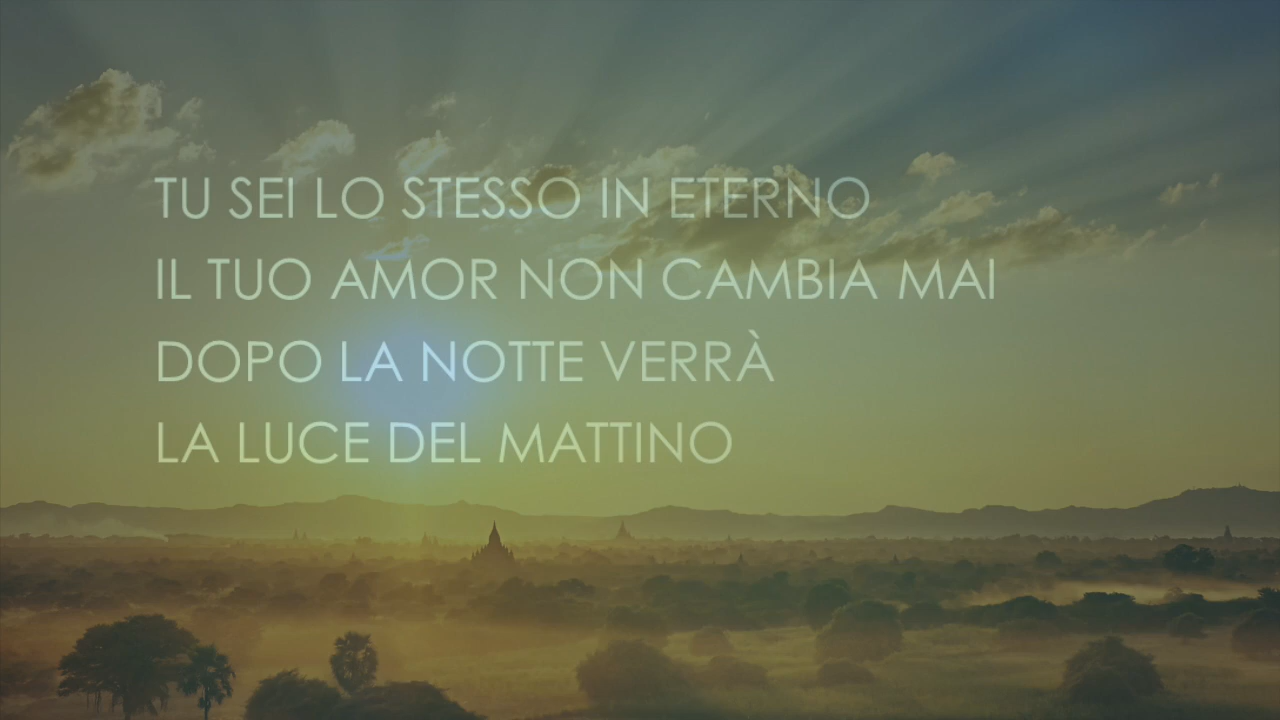 TU SEI LO STESSO IN ETERNO
IL TUO AMOR NON CAMBIA MAI
DOPO LA NOTTE VERRÀ
LA LUCE DEL MATTINO